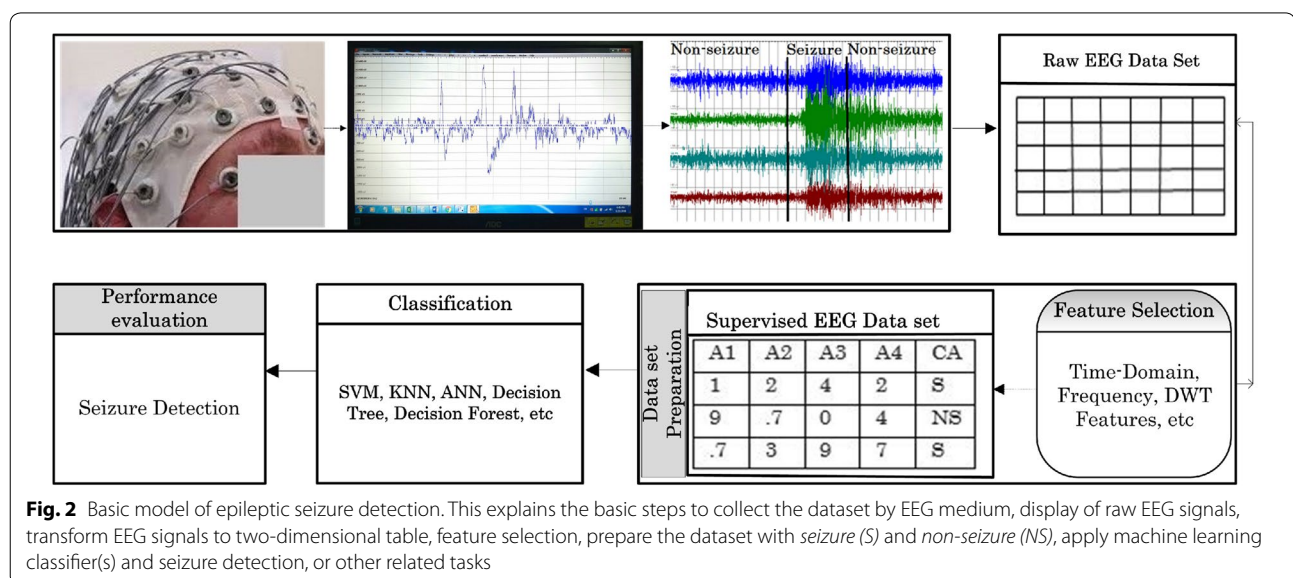 Non-seizure Seizure Non-seizure
Raw EEG Data Set
Performance evaluation
Seizure Detection
Classification
SVM, KNN, ANN, Decision
Tree, Decision Forest, etc
Data set
Preparation
Supervised EEG Data set
A1 A2 A3 A4 CA
1 2 4 2 S
9 .7 0 4 NS
.7 3 9 7 S
Feature Selection
Time-Domain,
Frequency, DWT
Features, etc
Fig. 2 Basic model of epileptic seizure detection. This explains the basic steps to collect the dataset by EEG medium, display of raw EEG signals,
transform EEG signals to two-dimensional table, feature selection, prepare the dataset with seizure (S) and non-seizure (NS), apply machine learning
classifier(s) and seizure detection, or other related tasks